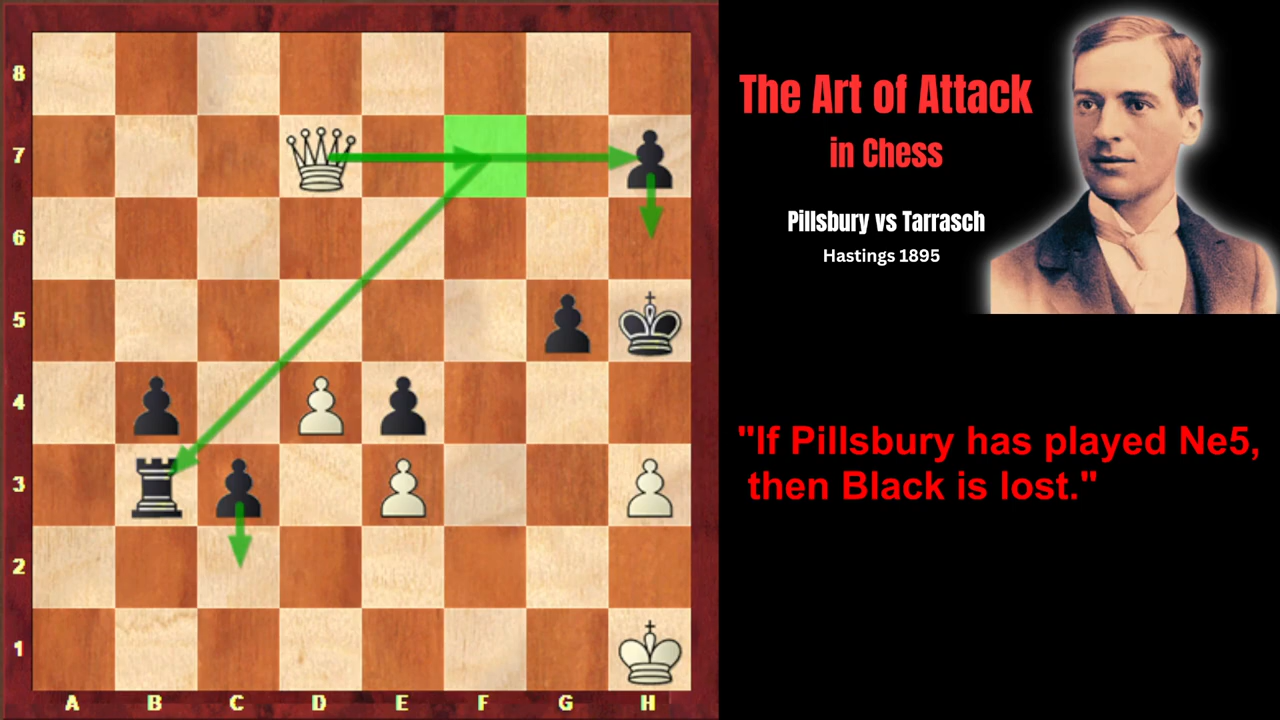 The Art of Attack
in Chess
Pillsbury vs Tarrasch
Hastings 1895
"If Pillsbury has played Ne5,
then Black is lost."
8
7
6
5
4
3
2
1
A B C D E F G H